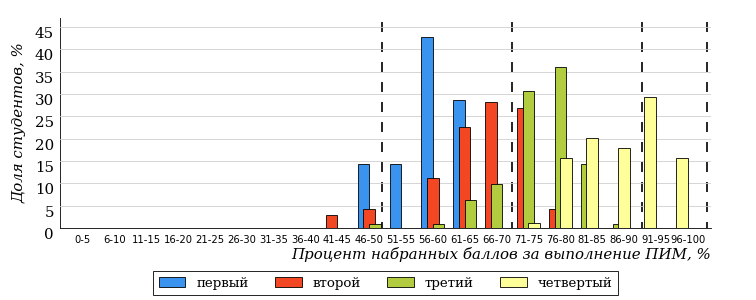 Доля студентов, %
45
40
35
30
25
20
15
10
5
0
0-5 6-10 11-15 16-20 21-25 26-30 31-35 36-40 41-45 46-50 51-55 56-60 61-65 66-70 71-75 76-80 81-85 86-90 91-95 96-100
Процент набранных баллов за выполнение ПИМ, %
первый второй третий четвертый